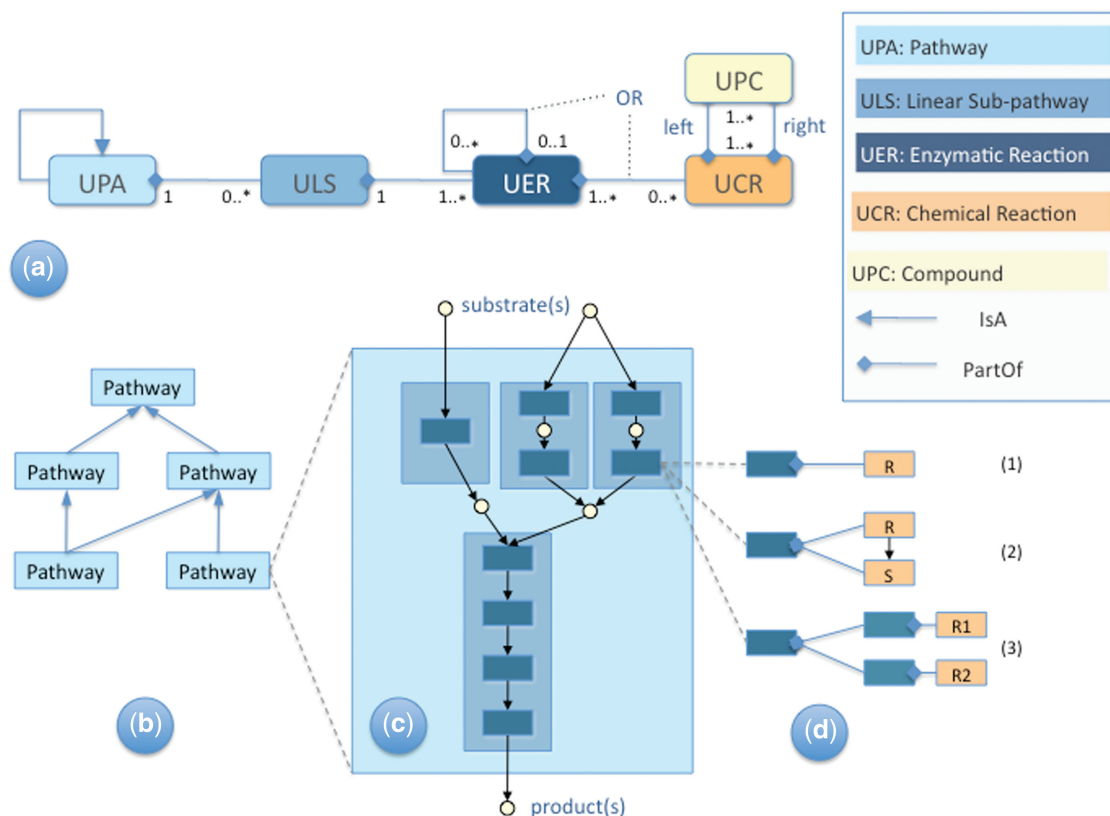 UPA: Pathway
ULS: Linear Sub-pathway
UER: Enzymatic Reaction
UCR: Chemical Reaction
UPC: Compound
IsA
PartOf
UPC
OR
left
1..*
right
0..*
0..1
1..*
UPA
ULS
UER
UCR
1
0..*
1
1..*
1..*
0..*
(a)
substrate(s)
Pathway
Pathway
Pathway
Pathway
Pathway
R
(1)
R
(2)
S
R1
(3)
R2
(b)
(c)
(d)
product(s)